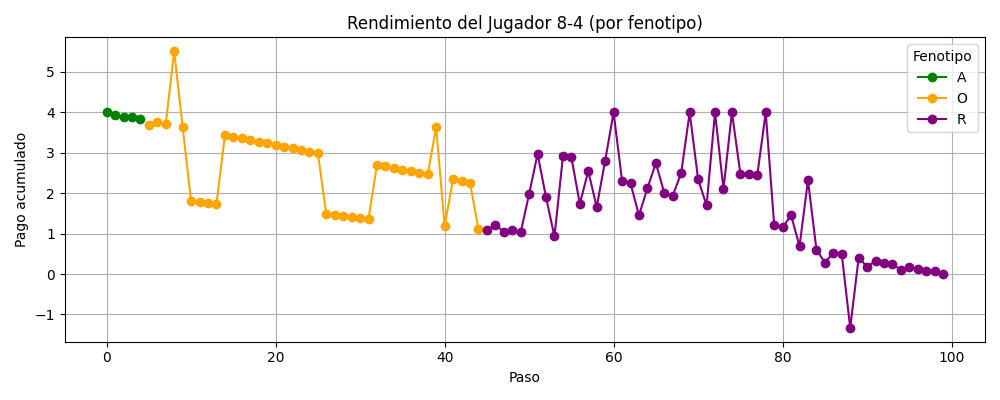 Rendimiento del Jugador 8-4 (por fenotipo)
Pago acumulado
5
4
3
2
1
0
−1
Fenotipo
A
O
R
0 20 40 60 80 100
Paso